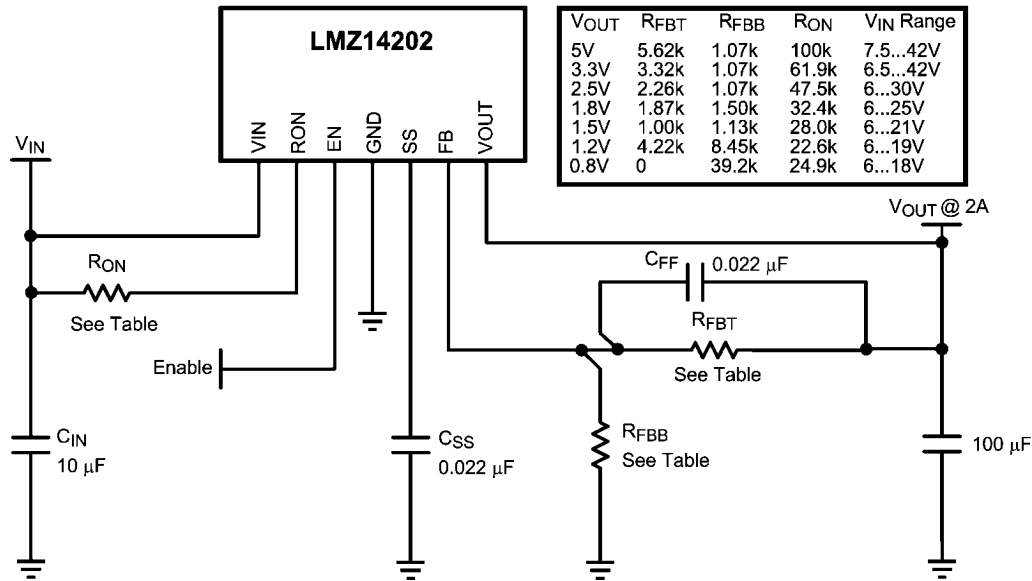 LMZ14202
VIN
RON
EN
GND
SS
FB
VOUT
VOUT RFBT RFBB RON VIN Range
5V 5.62k 1.07k 100k 7.5...42V
3.3V 3.32k 1.07k 61.9k 6.5...42V
2.5V 2.26k 1.07k 47.5k 6...30V
1.8V 1.87k 1.50k 32.4k 6...25V
1.5V 1.00k 1.13k 28.0k 6...21V
1.2V 4.22k 8.45k 22.6k 6...19V
0.8V 0 39.2k 24.9k 6...18V
VIN
VOUT @ 2A
RON
See Table
CFF 0.022 μF
RFBT
See Table
Enable
CIN
10 μF
CSS
0.022 μF
RFBB
See Table
100 μF